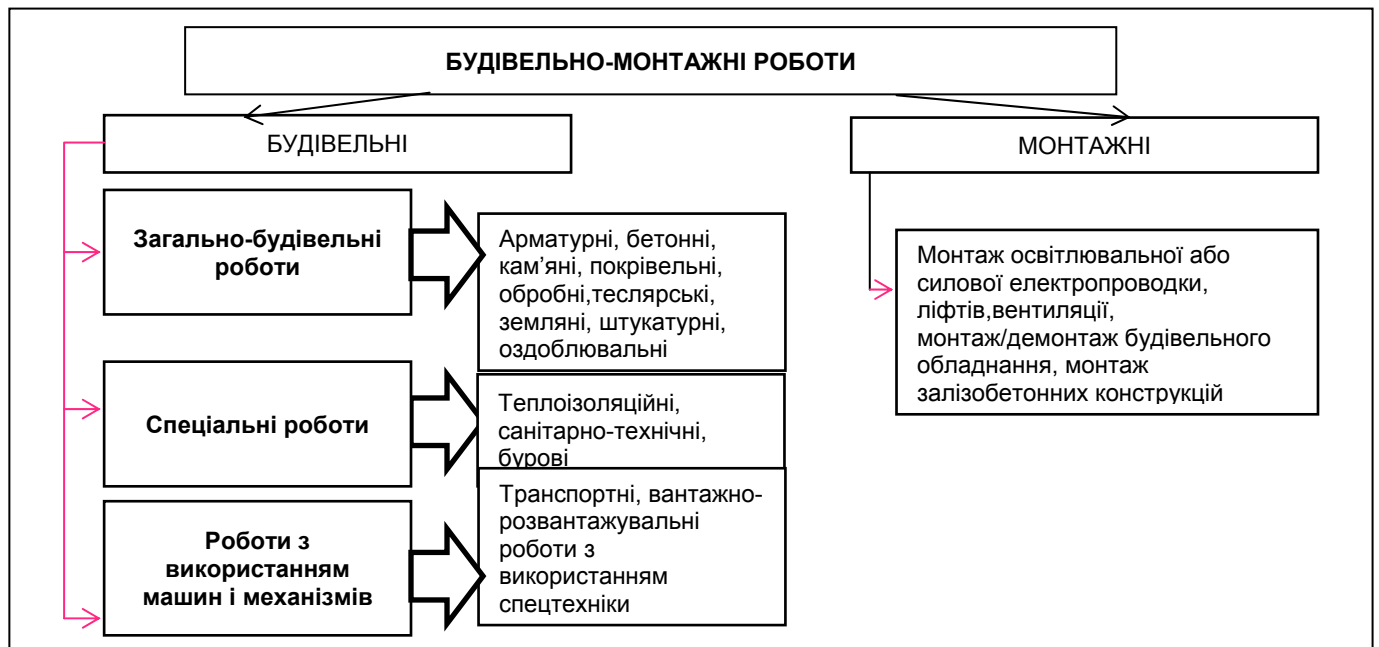 БУДІВЕЛЬНО-МОНТАЖНІ РОБОТИ
БУДІВЕЛЬНІ
МОНТАЖНІ
Загально-будівельні
роботи
Арматурні, бетонні,
кам’яні, покрівельні,
обробні,теслярські,
земляні, штукатурні,
оздоблювальні
Спеціальні роботи
Теплоізоляційні,
санітарно-технічні,
бурові
Роботи з
використанням
машин і механізмів
Транспортні, вантажно-
розвантажувальні
роботи з
використанням
спецтехніки
Монтаж освітлювальної або
силової електропроводки,
ліфтів,вентиляції,
монтаж/демонтаж будівельного
обладнання, монтаж
залізобетонних конструкцій